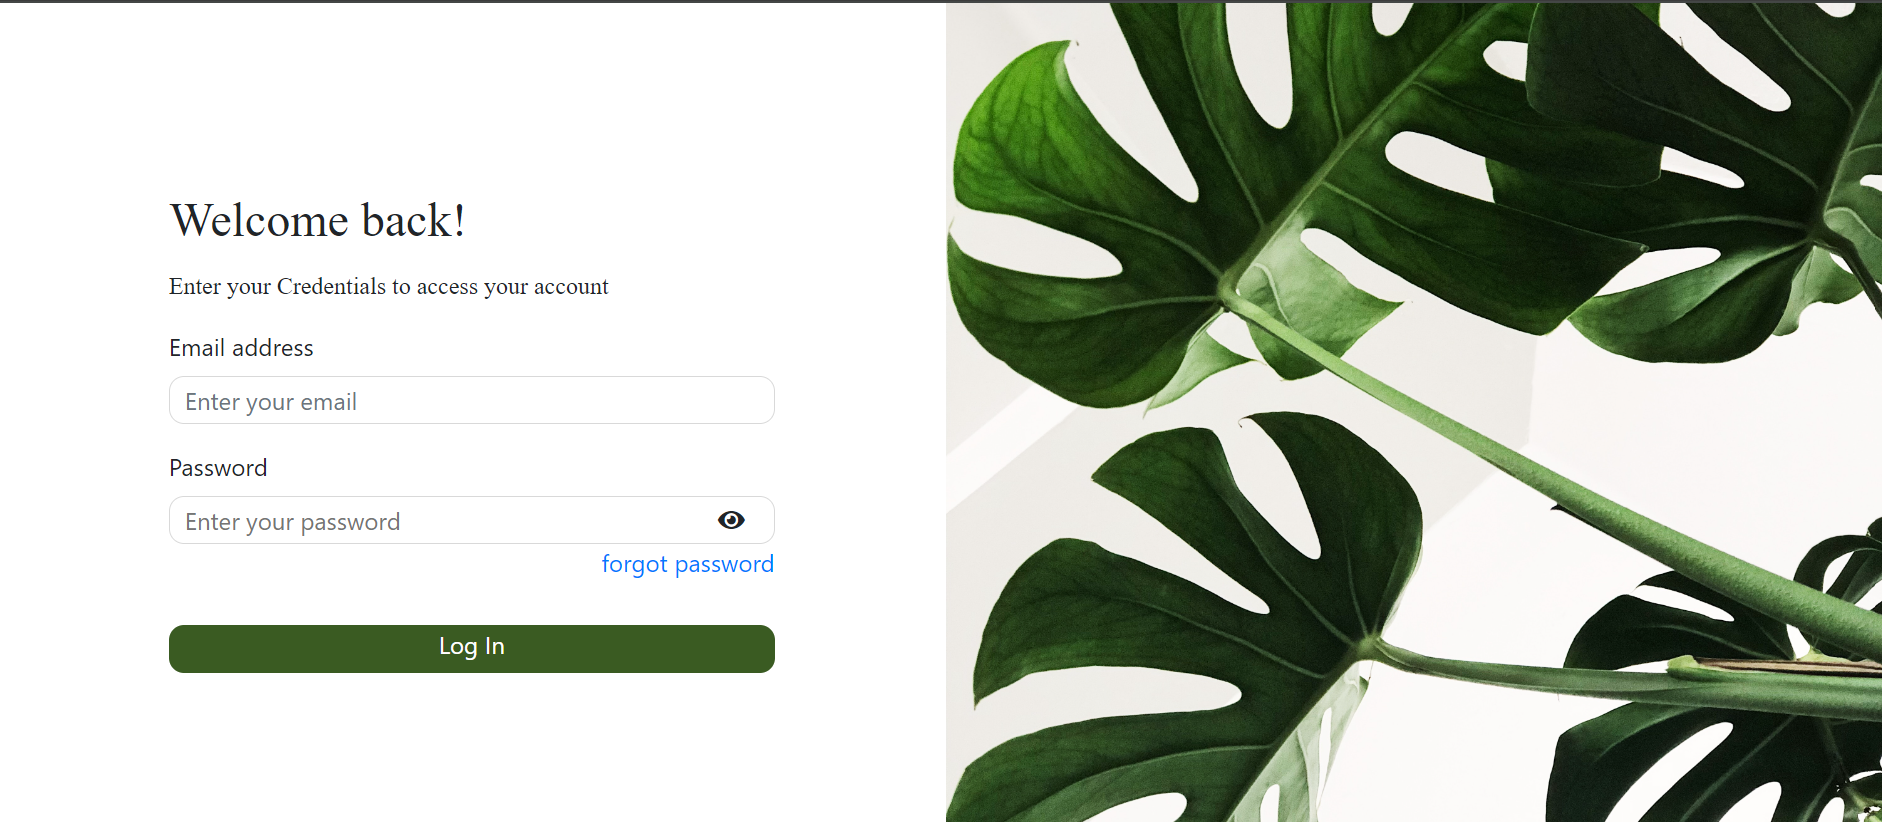 Welcome back!
Enter your Credentials to access your account
Email address
Enter your email
Password
Enter your password
forgot password
Log In